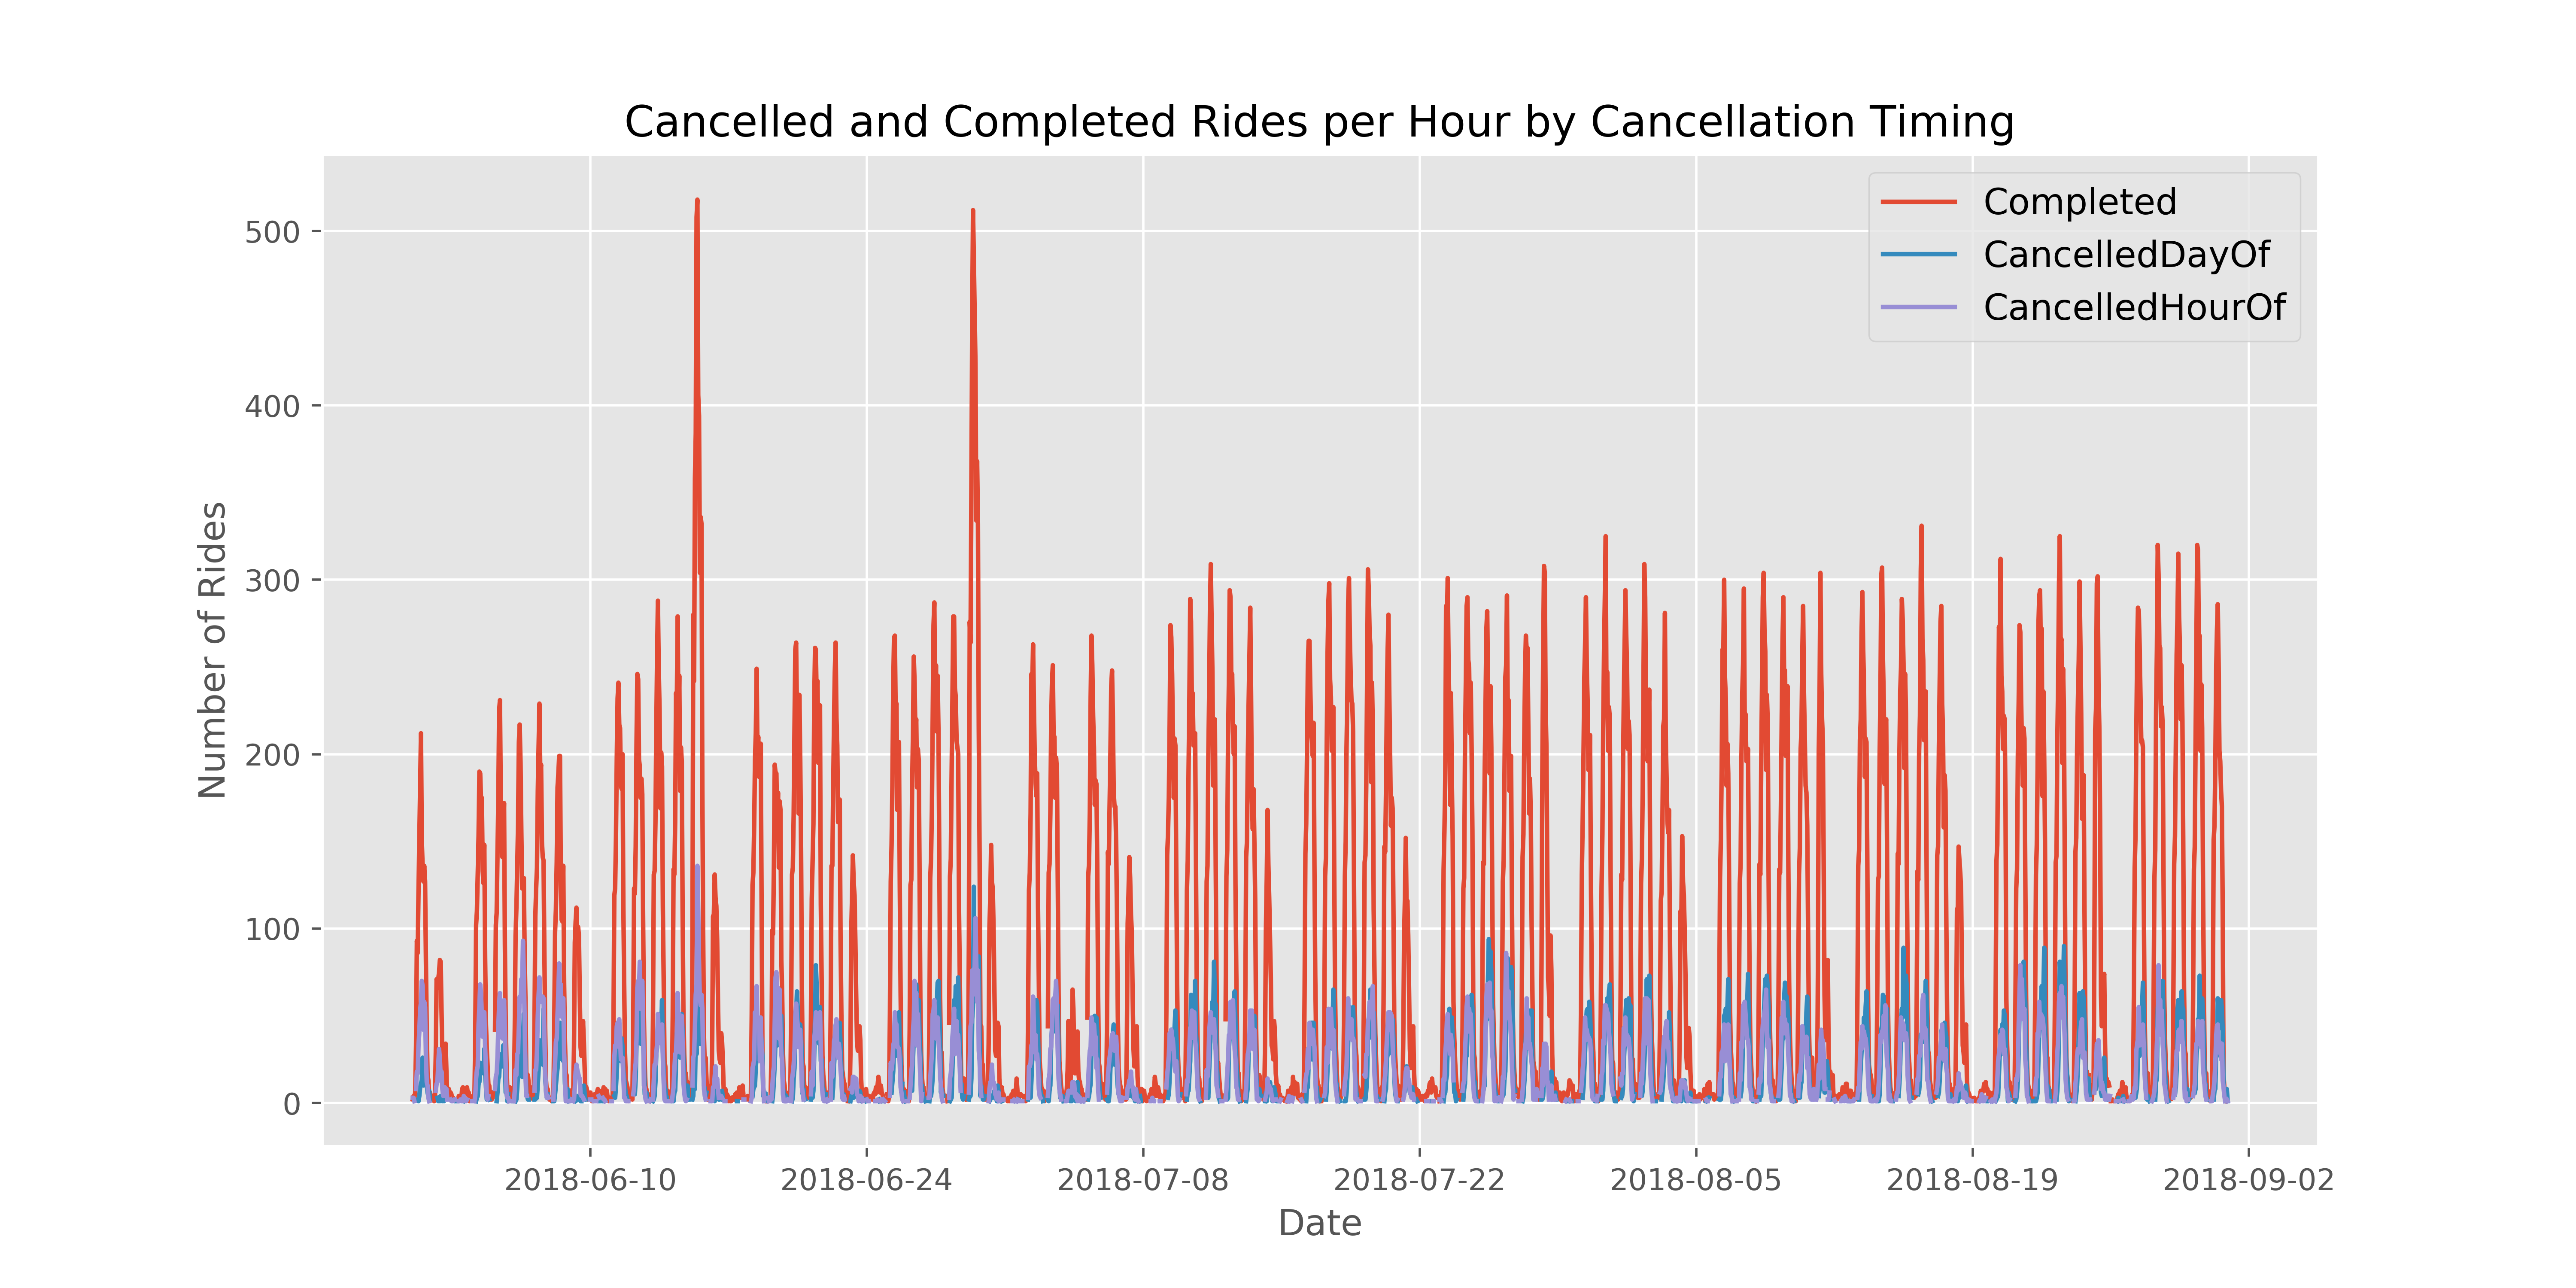 Cancelled and Completed Rides per Hour by Cancellation Timing
Completed
CancelledDayOf
CancelledHourOf
Number of Rides
500
400
300
200
100
0
2018-06-10
2018-06-24
2018-07-08
2018-07-22
2018-08-05
2018-08-19
2018-09-02
Date